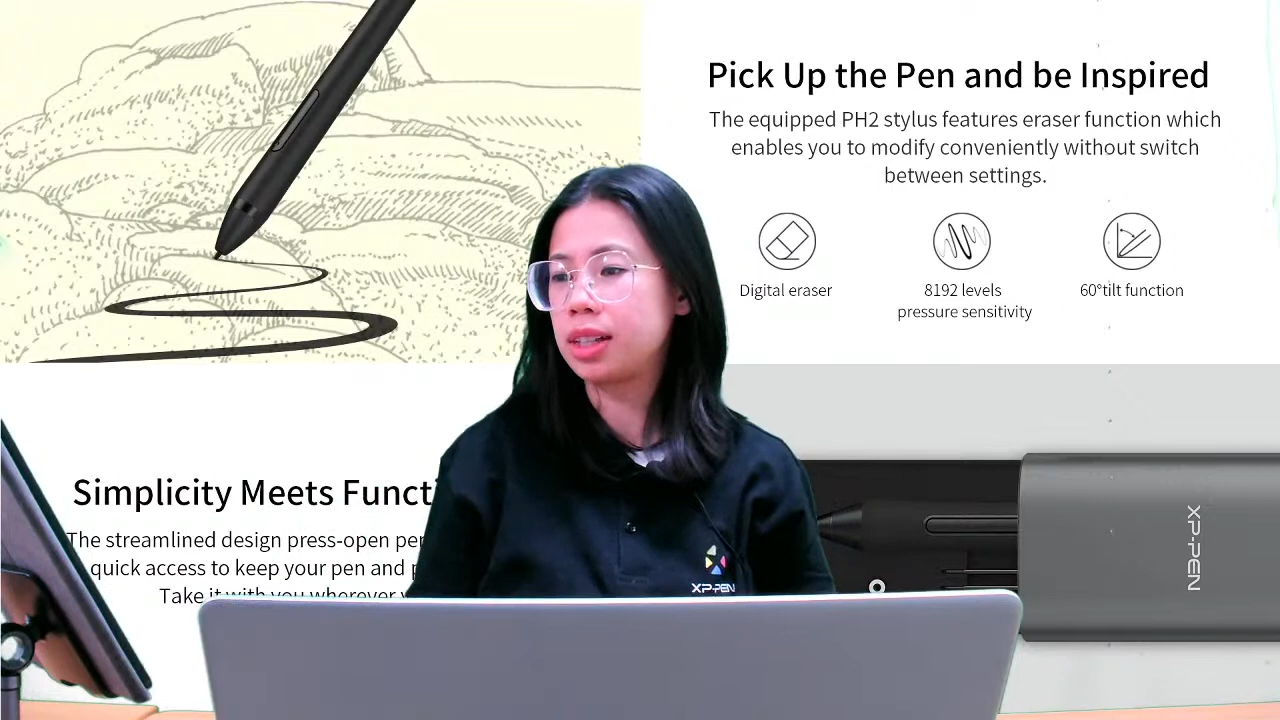 Pick Up the Pen and be Inspired
The equipped PH2 stylus features eraser function which
enables you to modify conveniently without switch
between settings.
Digital eraser
8192 levels
pressure sensitivity
60°tilt function
Simplicity Meets
The streamlined design press-open
quick access to keep your pen and
Take it with you wherever
XP-PEN
XP-PEN